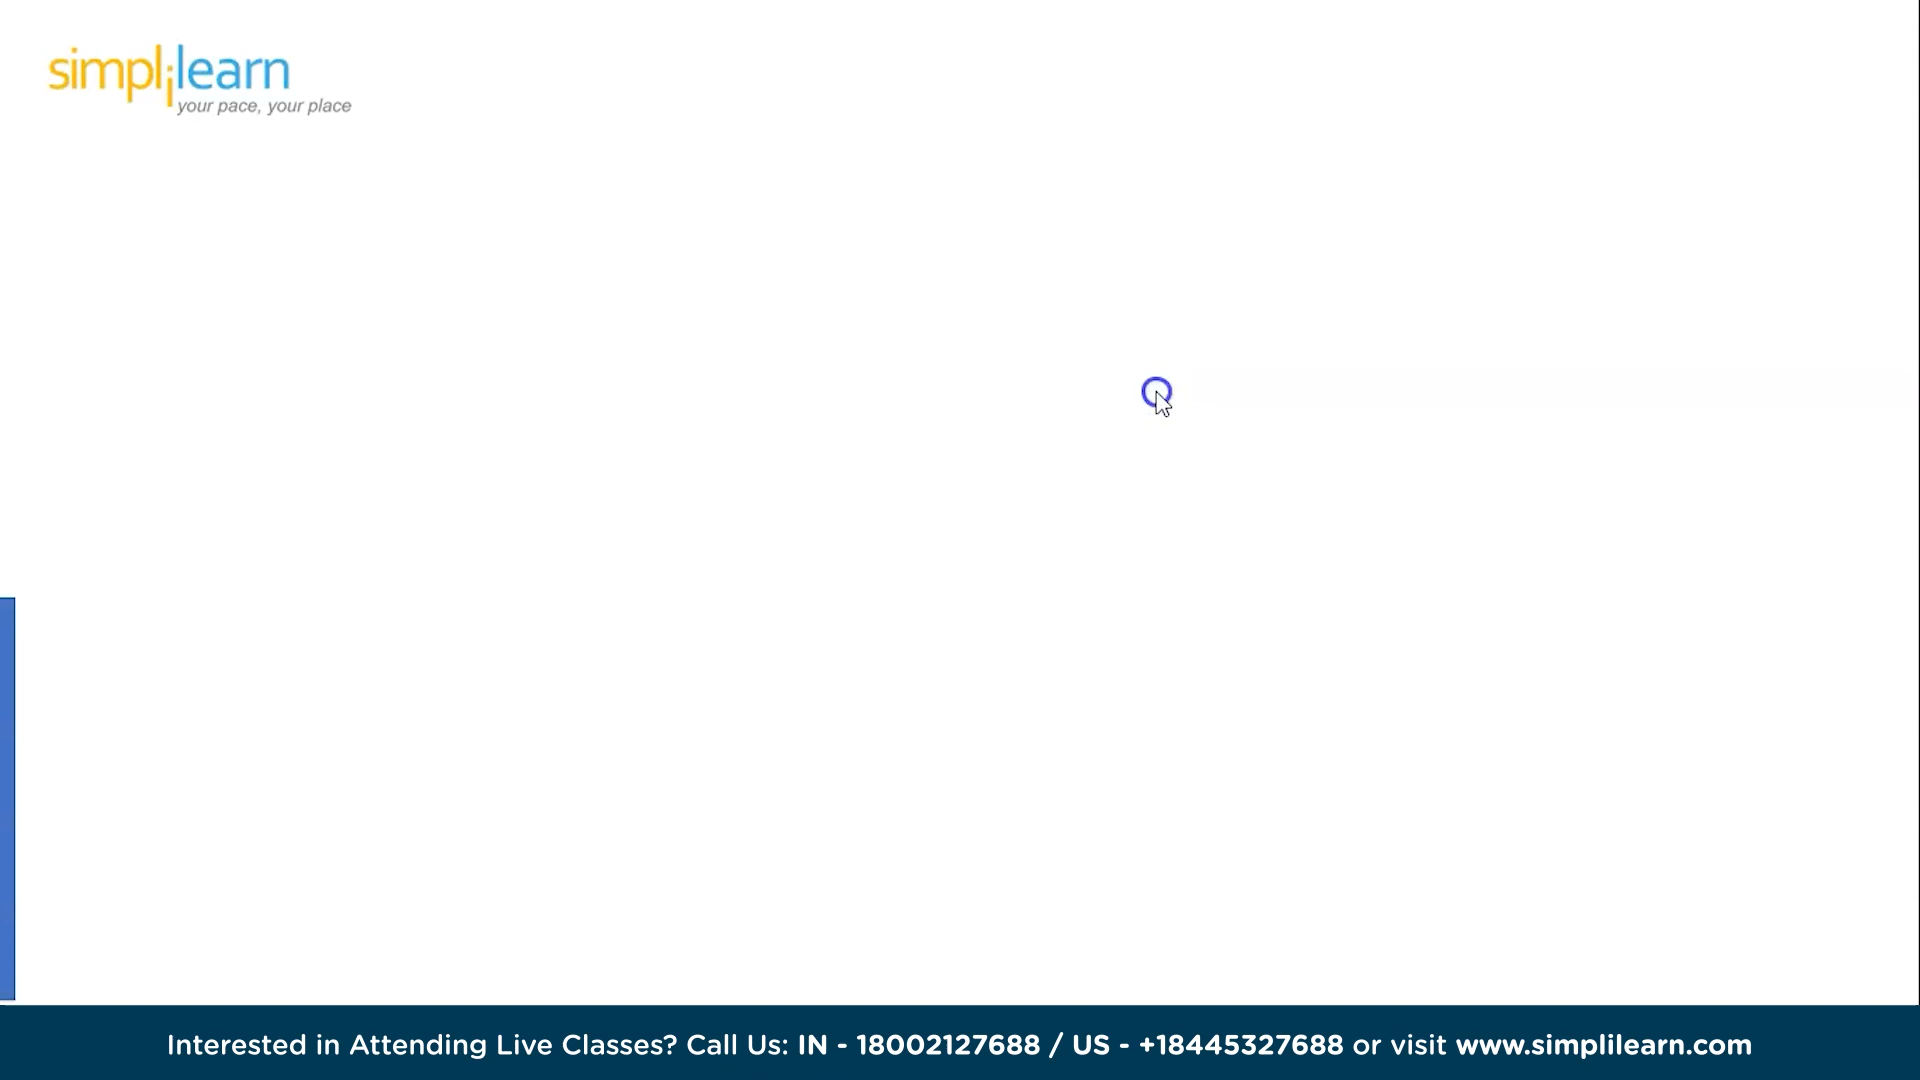 simplilearn
your pace, your place
Interested in Attending Live Classes? Call Us: IN - 18002127688 / US - +18445327688 or visit www.simplilearn.com